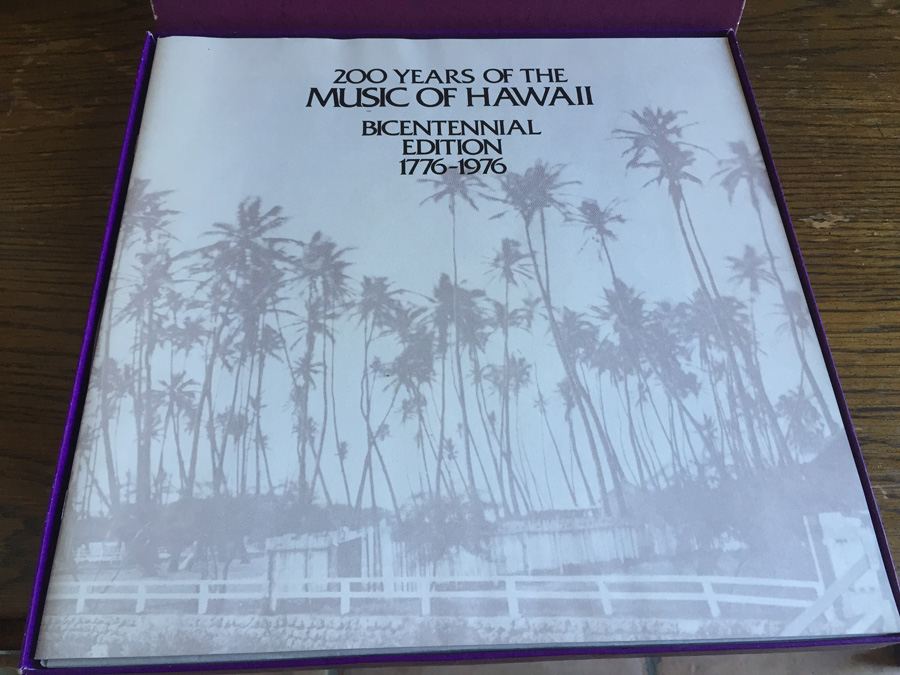 200 YEARS OF THE
MUSIC OF HAWAII
BICENTENNIAL
EDITION
1776-1976